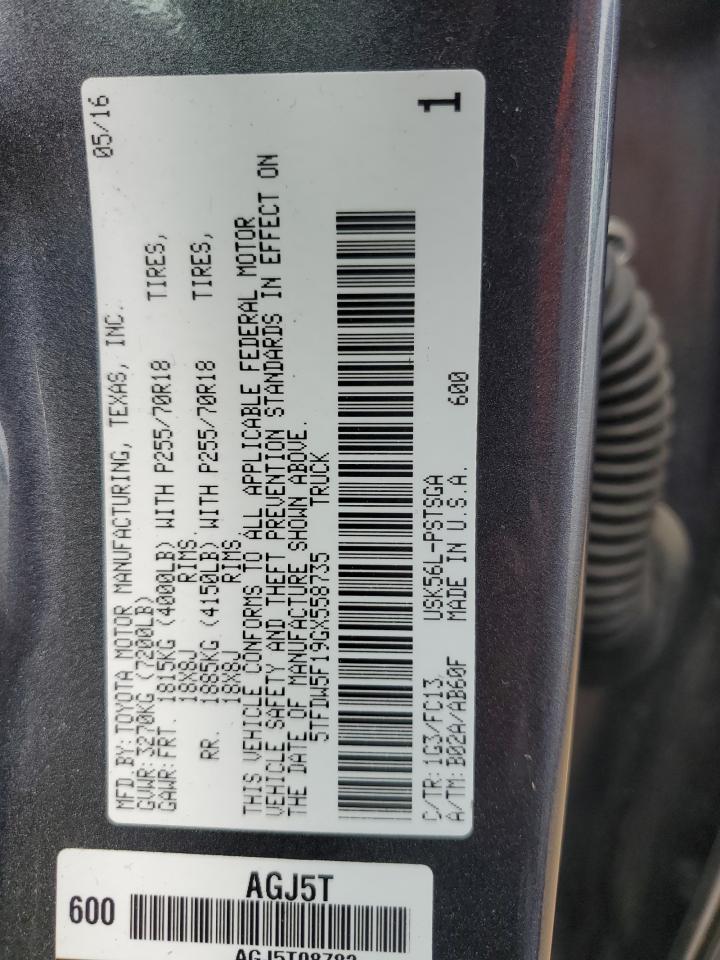 MFD.BY:TOYOTA MOTOR MANUFACTURING, TEXAS, INC. 05/16
GVWR:3270KG (7200LB)
GAWR:FRT. 1815KG (4000LB) WITH P255/70R18 TIRES,
18X8J RIMS.
RR. 1885KG (4150LB) WITH P255/70R18 TIRES,
18X8J RIMS.
THIS VEHICLE CONFORMS TO ALL APPLICABLE FEDERAL MOTOR
VEHICLE SAFETY AND THEFT PREVENTION STANDARDS IN EFFECT ON
THE DATE OF MANUFACTURE SHOWN ABOVE.
5TFDW5F19GX558735 TRUCK
C/TR:1G3/FC13 USK56L-PSTSGA
A/TM:B02A/AB60F MADE IN U.S.A. 600
1
AGJ5T
600